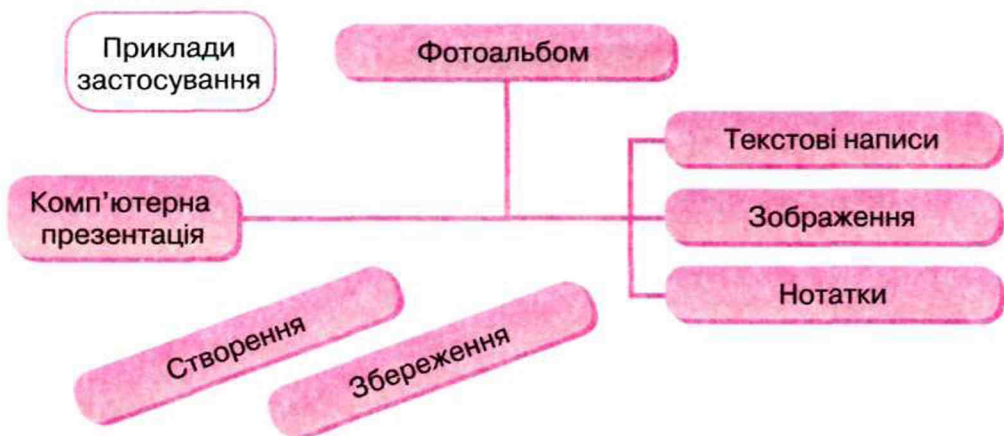 Приклади
застосування
Фотоальбом
Текстові написи
Комп'ютерна
презентація
Зображення
Нотатки
Створення
Збереження